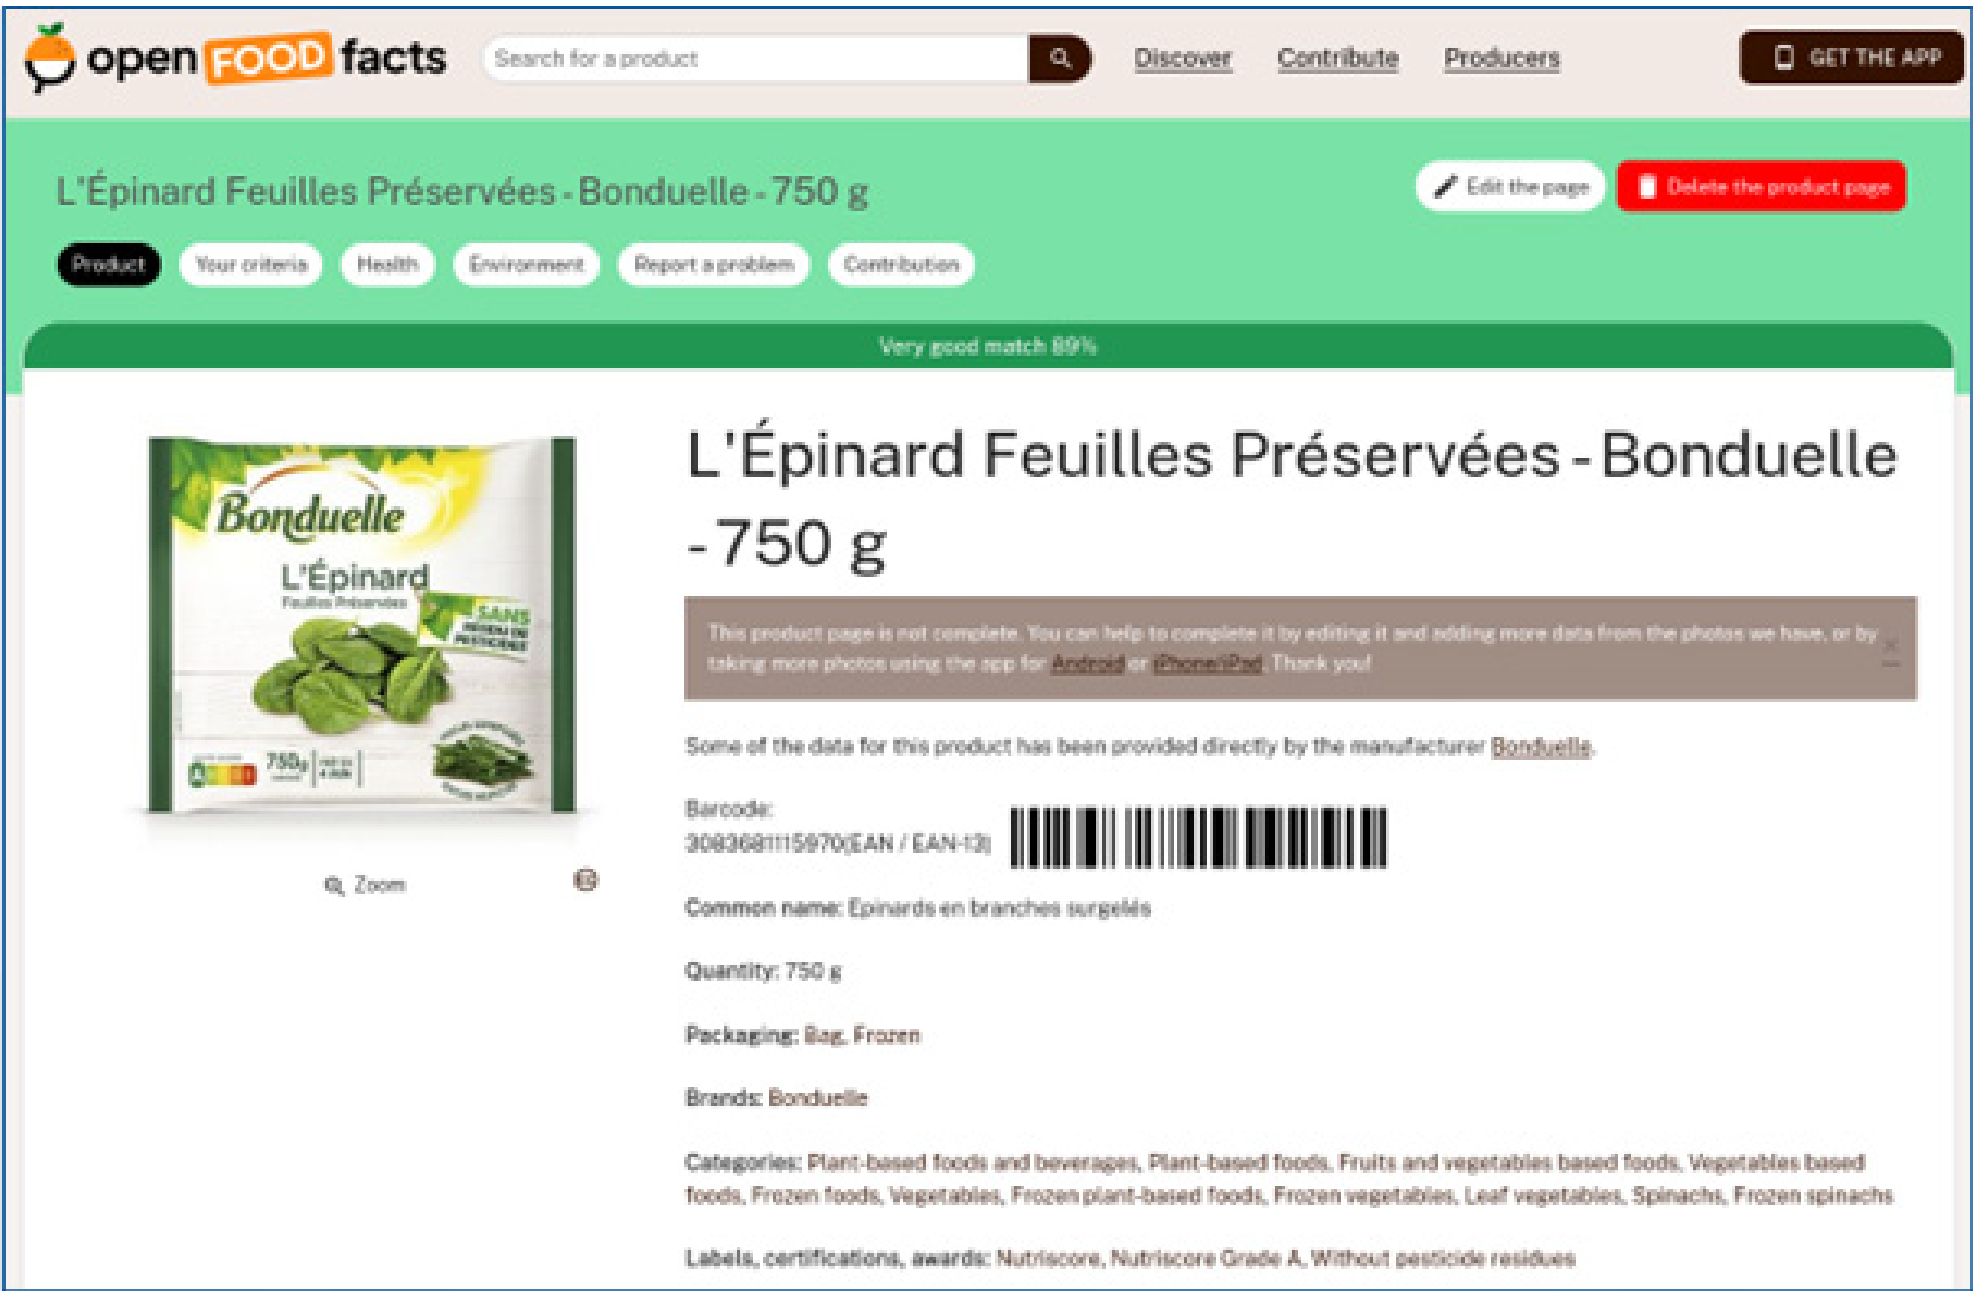 open FOOD facts
Search for a product
Discover
Contribute
Producers
GET THE APP
L'Épinard Feuilles Préservées - Bonduelle - 750 g
Edit the page
Delete the product page
Product
Your criteria
Health
Environment
Report a problem
Contribution
Very good match 89%
Bonduelle
L'Épinard
Feuilles Préservées
SANS
RÉSIDU DE
PESTICIDES
750g
Zoom
L'Épinard Feuilles Préservées - Bonduelle
- 750 g
This product page is not complete. You can help to complete it by editing it and adding more data from the photos we have, or by
taking more photos using the app for Android or iPhone/iPad. Thank you!
Some of the data for this product has been provided directly by the manufacturer Bonduelle.
Barcode:
3083681115970(EAN / EAN-13)
Common name: Epinards en branches surgelés
Quantity: 750 g
Packaging: Bag, Frozen
Brands: Bonduelle
Categories: Plant-based foods and beverages, Plant-based foods, Fruits and vegetables based foods, Vegetables based
foods, Frozen foods, Vegetables, Frozen plant-based foods, Frozen vegetables, Leaf vegetables, Spinachs, Frozen spinachs
Labels, certifications, awards: Nutriscore, Nutriscore Grade A, Without pesticide residues